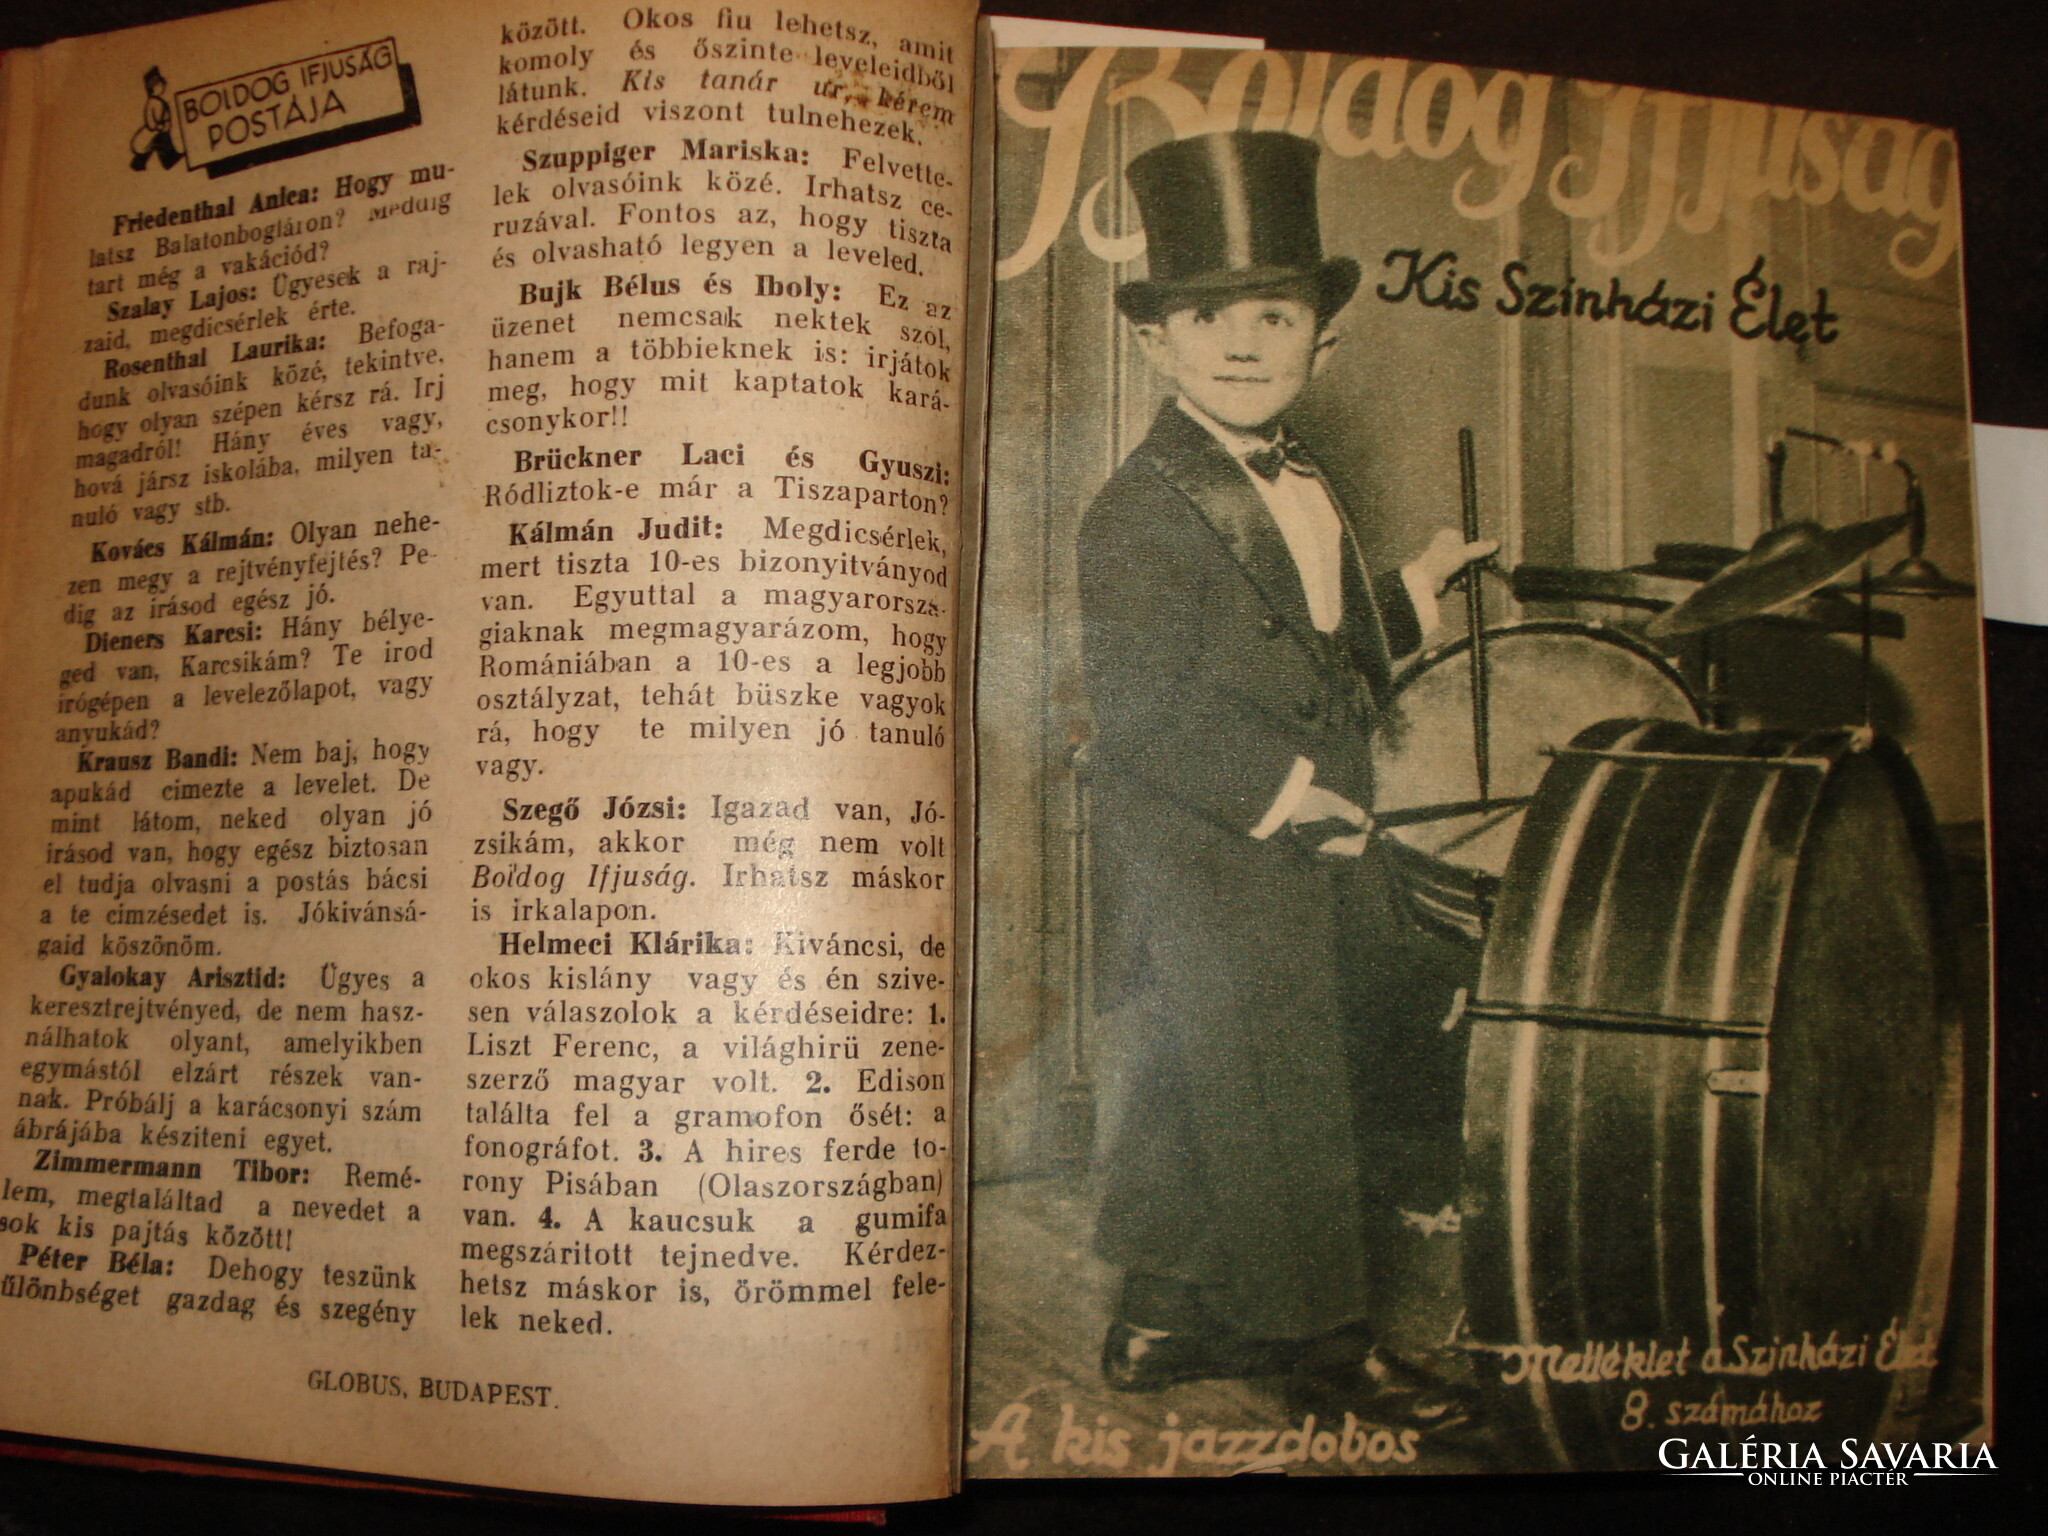 BOLDOG IFJUSÁG
POSTÁJA
Friedenthal Anica: Hogy mu-
latsz Balatonbogláron? Meddig
tart még a vakációd?
Szalay Lajos: Ügyesek a raj-
zaid, megdicsérlek érte.
Rosenthal Laurika: Befoga-
dunk olvasóink közé, tekintve,
hogy olyan szépen kérsz rá. Irj
magadról! Hány éves vagy,
hová jársz iskolába, milyen ta-
nuló vagy stb.
Kovács Kálmán: Olyan nehe-
zen megy a rejtvényfejtés? Pe-
dig az irásod egész jó.
Dieners Karcsi: Hány bélye-
ged van, Karcsikám? Te irod
irógépen a levelezőlapot, vagy
anyukád?
Krausz Bandi: Nem baj, hogy
apukád cimezte a levelet. De
mint látom, neked olyan jó
irásod van, hogy egész biztosan
el tudja olvasni a postás bácsi
a te cimzésedet is. Jókivánsá-
gaid köszönöm.
Gyalokay Arisztid: Ügyes a
keresztrejtvényed, de nem hasz-
nálhatok olyant, amelyikben
egymástól elzárt részek van-
nak. Próbálj a karácsonyi szám
ábrájába késziteni egyet.
Zimmermann Tibor: Remé-
lem, megtaláltad a nevedet a
sok kis pajtás között!
Péter Béla: Dehogy teszünk
ülönbséget gazdag és szegény
között. Okos fiu lehetsz, amit
komoly és őszinte leveleidből
látunk. Kis tanár úr, kérem
kérdéseid viszont tulnehezek.
Szuppiger Mariska: Felvette-
lek olvasóink közé. Irhatsz ce-
ruzával. Fontos az, hogy tiszta
és olvasható legyen a leveled.
Bujk Bélus és Iboly: Ez az
üzenet nemcsak nektek szól,
hanem a többieknek is: irjátok
meg, hogy mit kaptatok kará-
csonykor!!
Brückner Laci és Gyuszi:
Ródliztok-e már a Tiszaparton?
Kálmán Judit: Megdicsérlek,
mert tiszta 10-es bizonyitványod
van. Egyuttal a magyarorszá-
giaknak megmagyarázom, hogy
Romániában a 10-es a legjobb
osztályzat, tehát büszke vagyok
rá, hogy te milyen jó tanuló
vagy.
Szegő Józsi: Igazad van, Jó-
zsikám, akkor még nem volt
Boldog Ifjuság. Irhatsz máskor
is irkalapon.
Helmeci Klárika: Kiváncsi, de
okos kislány vagy és én szive-
sen válaszolok a kérdéseidre: 1.
Liszt Ferenc, a világhirü zene-
szerző magyar volt. 2. Edison
találta fel a gramofon ősét: a
fonográfot. 3. A hires ferde to-
rony Pisában (Olaszországban)
van. 4. A kaucsuk a gumifa
megszáritott tejnedve. Kérdez-
hetsz máskor is, örömmel fele-
lek neked.
GLOBUS, BUDAPEST.
Boldog Ifjuság
Kis Szinházi Élet
Melléklet a Szinházi Élet
8. számához
A kis jazzdobos
GALÉRIA SAVARIA
ONLINE PIACTÉR